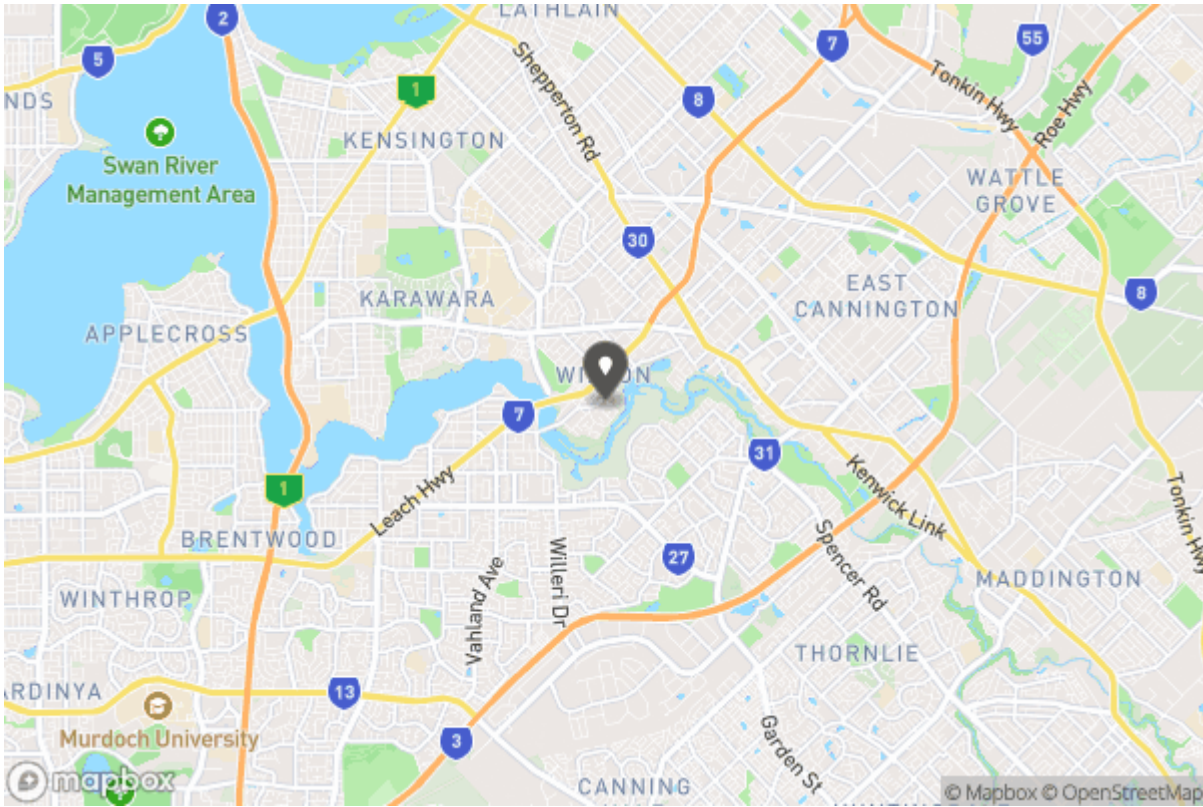 LATHLAIN
2
5
7
55
Tonkin Hwy
1
8
Shepperton Rd
Roe Hwy
NDS
KENSINGTON
Swan River
Management Area
WATTLE
GROVE
30
EAST
CANNINGTON
KARAWARA
8
APPLECROSS
7
31
1
Leach Hwy
Kenwick Link
Tonkin Hwy
BRENTWOOD
27
Spencer Rd
MADDINGTON
WINTHROP
Vahland Ave
Willeri Dr
THORNLIE
ARDINYA
13
Murdoch University
3
Garden St
mapbox
CANNING
© Mapbox © OpenStreetMap